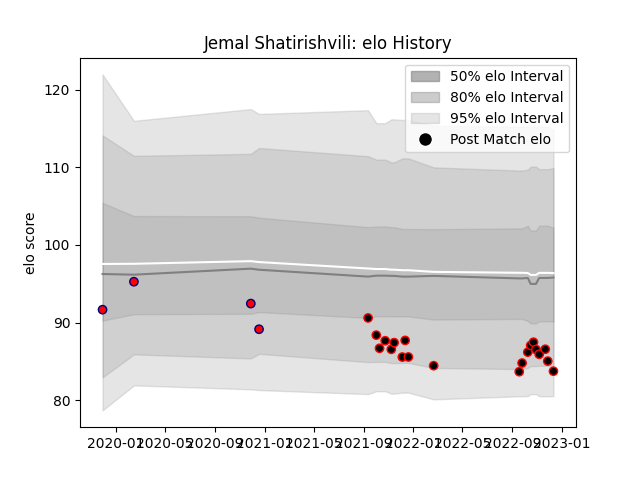 Jemal Shatirishvili: elo History
50% elo Interval
80% elo Interval
95% elo Interval
Post Match elo
elo score
120
110
100
90
80
2020-01 2020-05 2020-09 2021-01 2021-05 2021-09 2022-01 2022-05 2022-09 2023-01